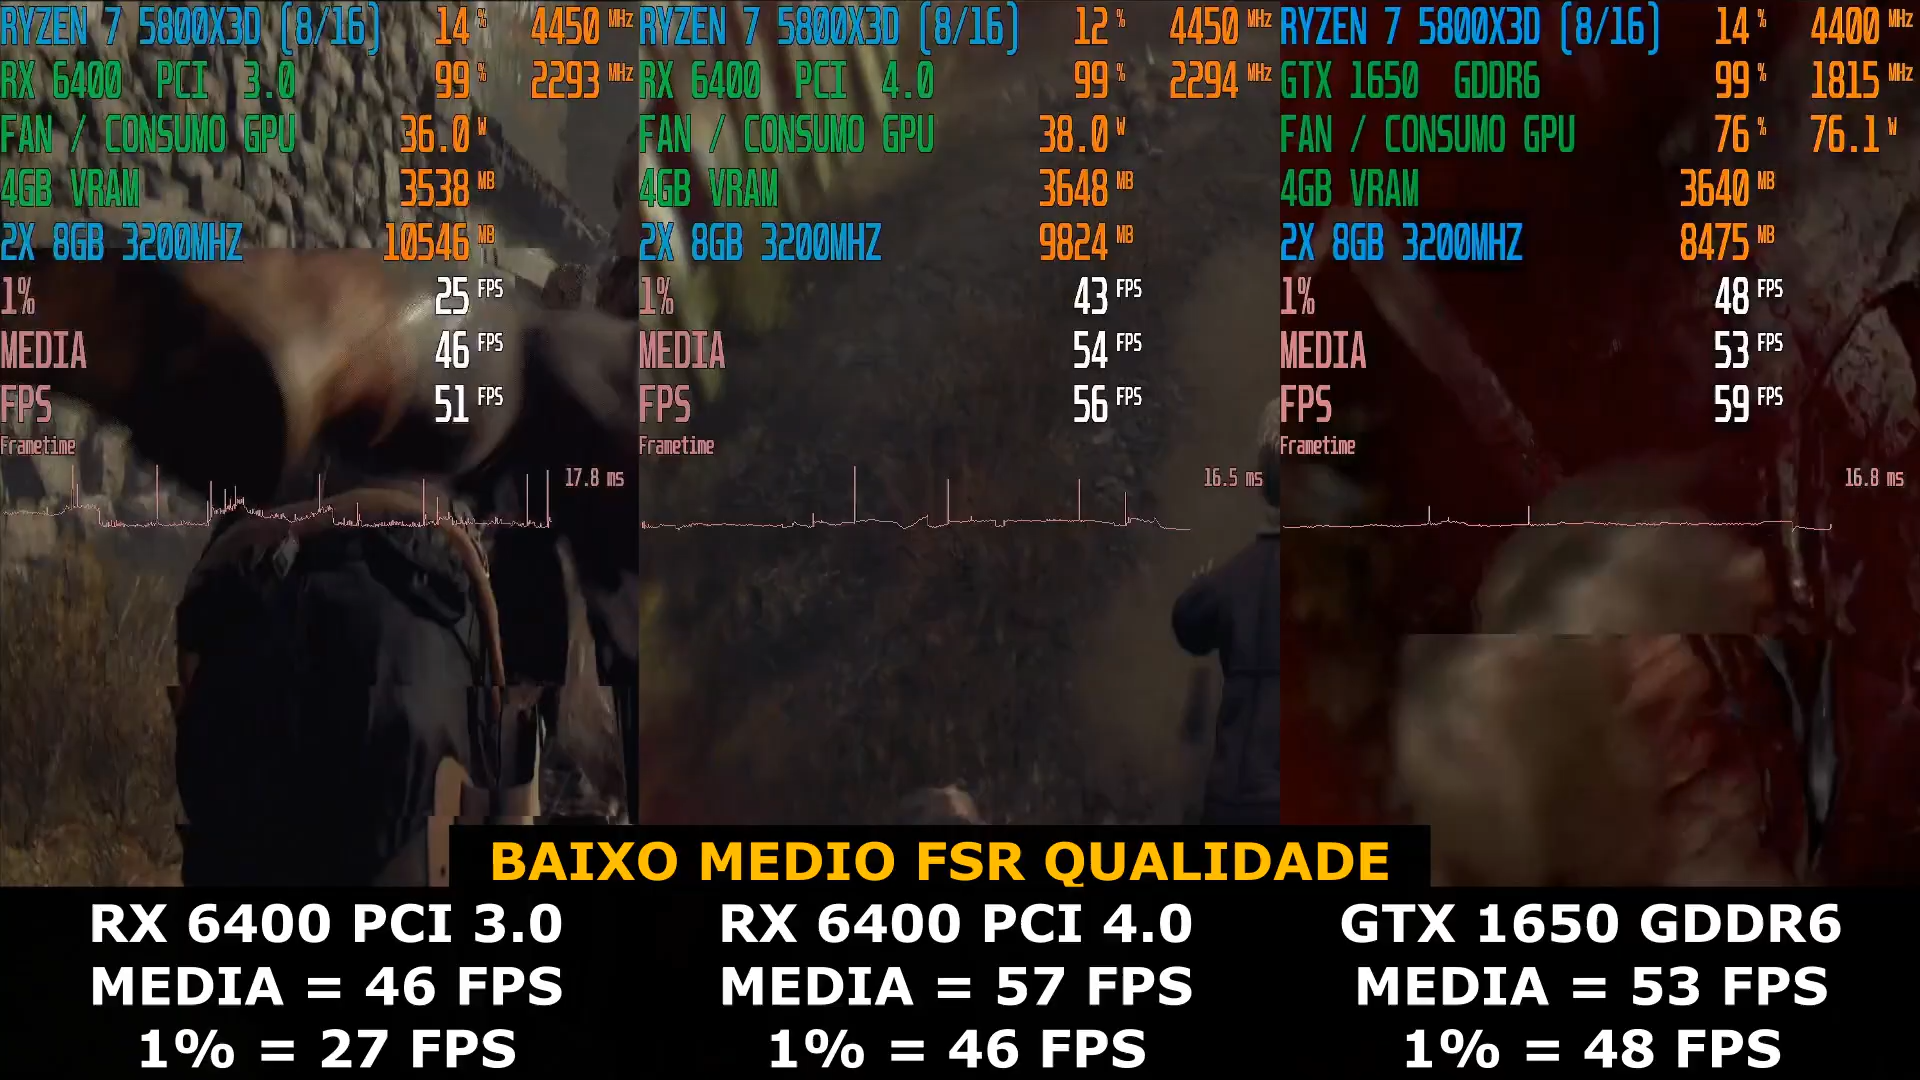 RYZEN 7 5800X3D (8/16) 14 % 4450 MHz
RX 6400 PCI 3.0 99 % 2293 MHz
FAN / CONSUMO GPU 36.0 W
4GB VRAM 3538 MB
2X 8GB 3200MHZ 10546 MB
1% 25 FPS
MEDIA 46 FPS
FPS 51 FPS
Frametime
17.8 ms
RYZEN 7 5800X3D (8/16) 12 % 4450 MHz
RX 6400 PCI 4.0 99 % 2294 MHz
FAN / CONSUMO GPU 38.0 W
4GB VRAM 3648 MB
2X 8GB 3200MHZ 9824 MB
1% 43 FPS
MEDIA 54 FPS
FPS 56 FPS
Frametime
16.5 ms
RYZEN 7 5800X3D (8/16) 14 % 4400 MHz
GTX 1650 GDDR6 99 % 1815 MHz
FAN / CONSUMO GPU 76 % 76.1 W
4GB VRAM 3640 MB
2X 8GB 3200MHZ 8475 MB
1% 48 FPS
MEDIA 53 FPS
FPS 59 FPS
Frametime
16.8 ms
BAIXO MEDIO FSR QUALIDADE
RX 6400 PCI 3.0
MEDIA = 46 FPS
1% = 27 FPS
RX 6400 PCI 4.0
MEDIA = 57 FPS
1% = 46 FPS
GTX 1650 GDDR6
MEDIA = 53 FPS
1% = 48 FPS